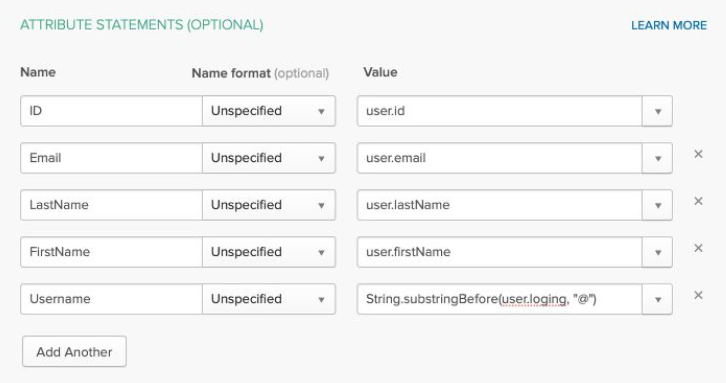 ATTRIBUTE STATEMENTS (OPTIONAL) LEARN MORE
Name Name format (optional) Value
ID Unspecified user.id
Email Unspecified user.email
LastName Unspecified user.lastName
FirstName Unspecified user.firstName
Username Unspecified String.substringBefore(user.loging, "@")
Add Another